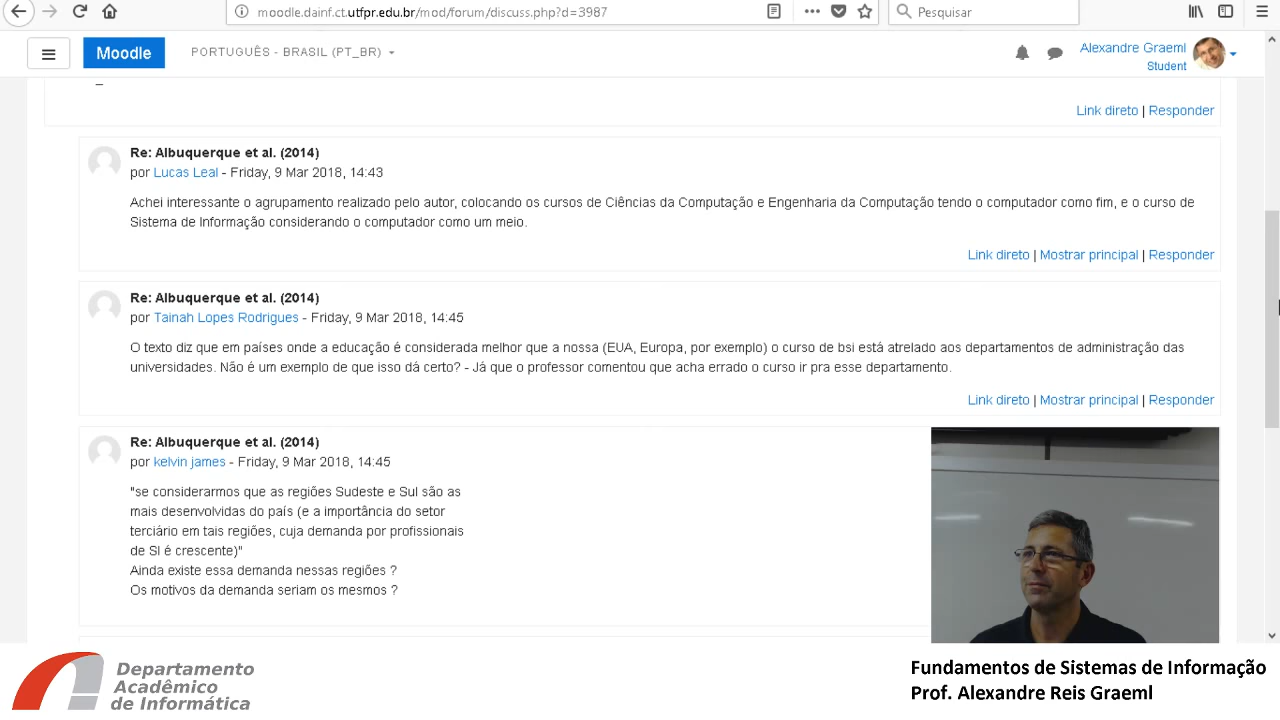 moodle.dainf.ct.utfpr.edu.br/mod/forum/discuss.php?d=3987
Pesquisar
Moodle
PORTUGUÊS - BRASIL (PT_BR)
Alexandre Graeml
Student
Link direto | Responder
Re: Albuquerque et al. (2014)
por Lucas Leal - Friday, 9 Mar 2018, 14:43
Achei interessante o agrupamento realizado pelo autor, colocando os cursos de Ciências da Computação e Engenharia da Computação tendo o computador como fim, e o curso de
Sistema de Informação considerando o computador como um meio.
Link direto | Mostrar principal | Responder
Re: Albuquerque et al. (2014)
por Tainah Lopes Rodrigues - Friday, 9 Mar 2018, 14:45
O texto diz que em países onde a educação é considerada melhor que a nossa (EUA, Europa, por exemplo) o curso de bsi está atrelado aos departamentos de administração das
universidades. Não é um exemplo de que isso dá certo? - Já que o professor comentou que acha errado o curso ir pra esse departamento.
Link direto | Mostrar principal | Responder
Re: Albuquerque et al. (2014)
por kelvin james - Friday, 9 Mar 2018, 14:45
"se considerarmos que as regiões Sudeste e Sul são as
mais desenvolvidas do país (e a importância do setor
terciário em tais regiões, cuja demanda por profissionais
de SI é crescente)"
Ainda existe essa demanda nessas regiões ?
Os motivos da demanda seriam os mesmos ?
Departamento
Acadêmico
de Informática
Fundamentos de Sistemas de Informação
Prof. Alexandre Reis Graeml